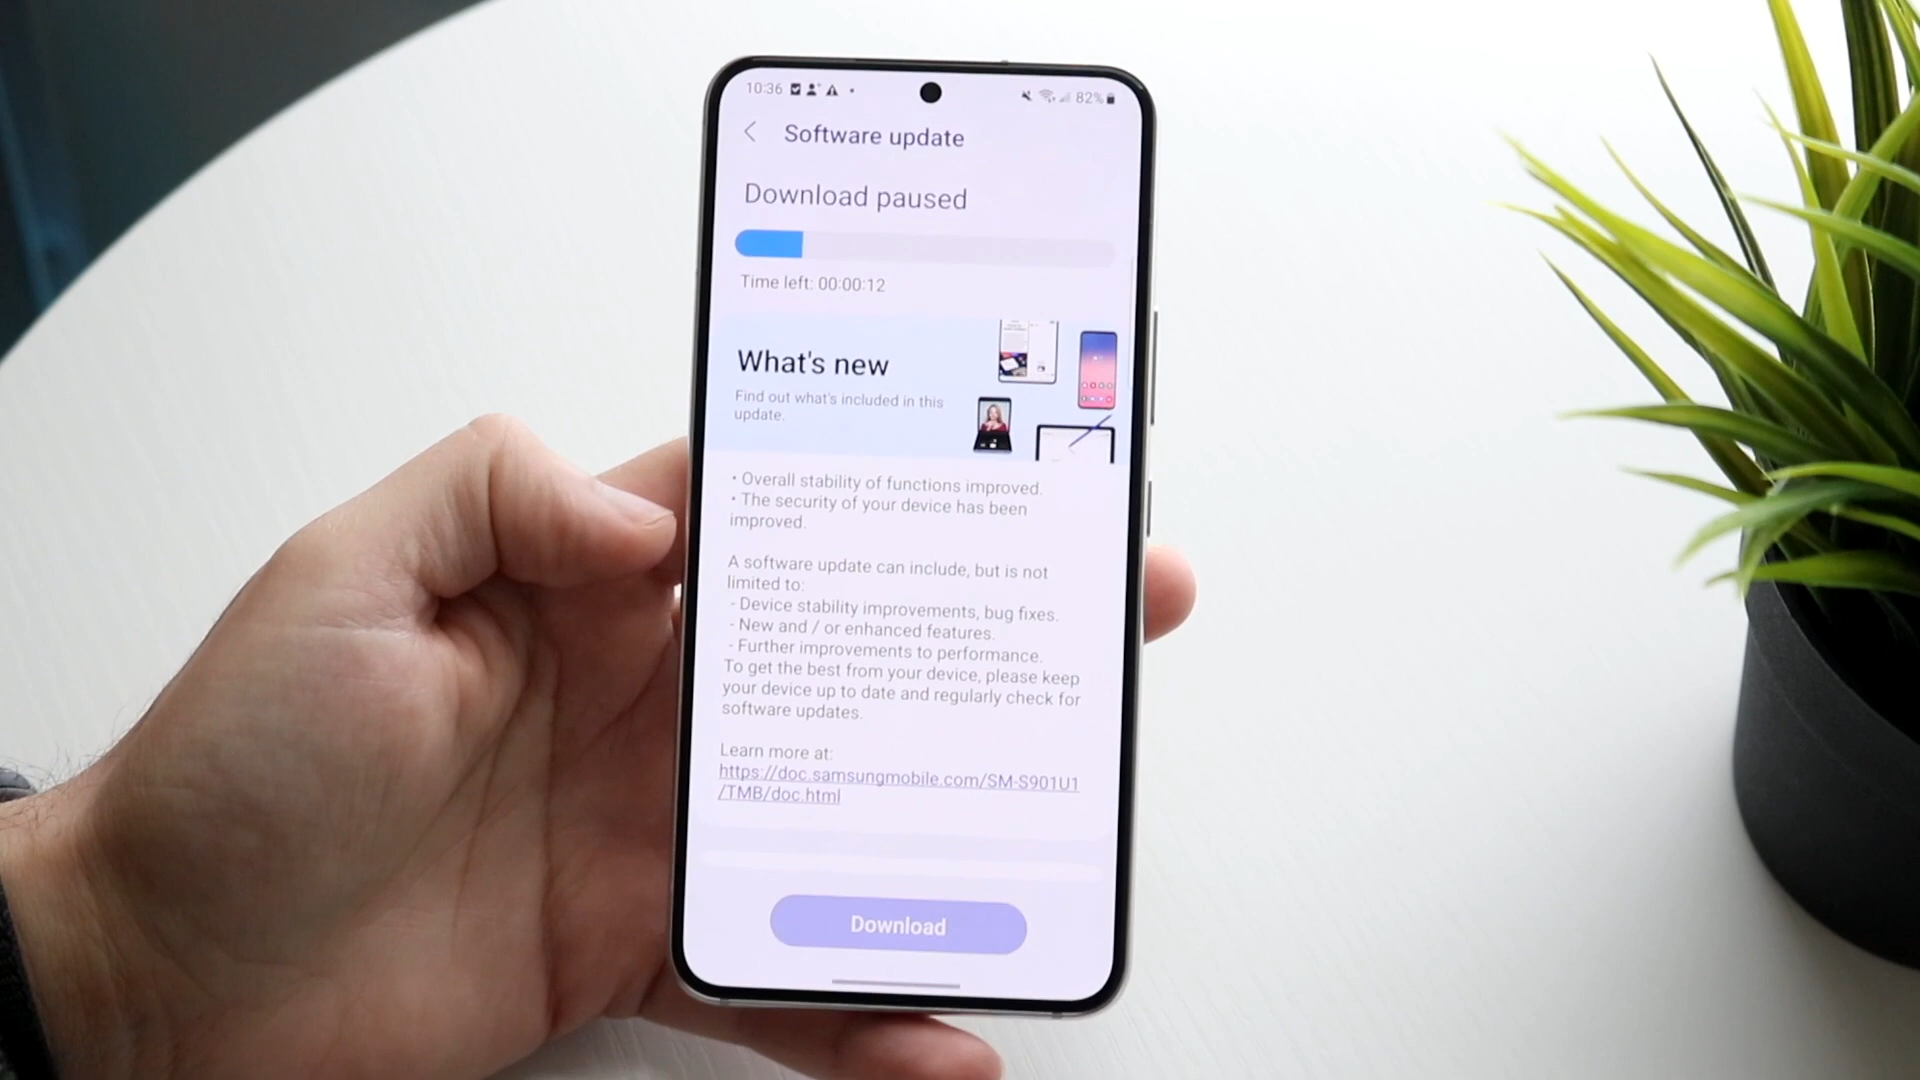 10:36
82%
Software update
Download paused
Time left: 00:00:12
What's new
Find out what's included in this
update.
• Overall stability of functions improved.
• The security of your device has been
improved.
A software update can include, but is not
limited to:
- Device stability improvements, bug fixes.
- New and / or enhanced features.
- Further improvements to performance.
To get the best from your device, please keep
your device up to date and regularly check for
software updates.
Learn more at:
https://doc.samsungmobile.com/SM-S901U1
/TMB/doc.html
Download